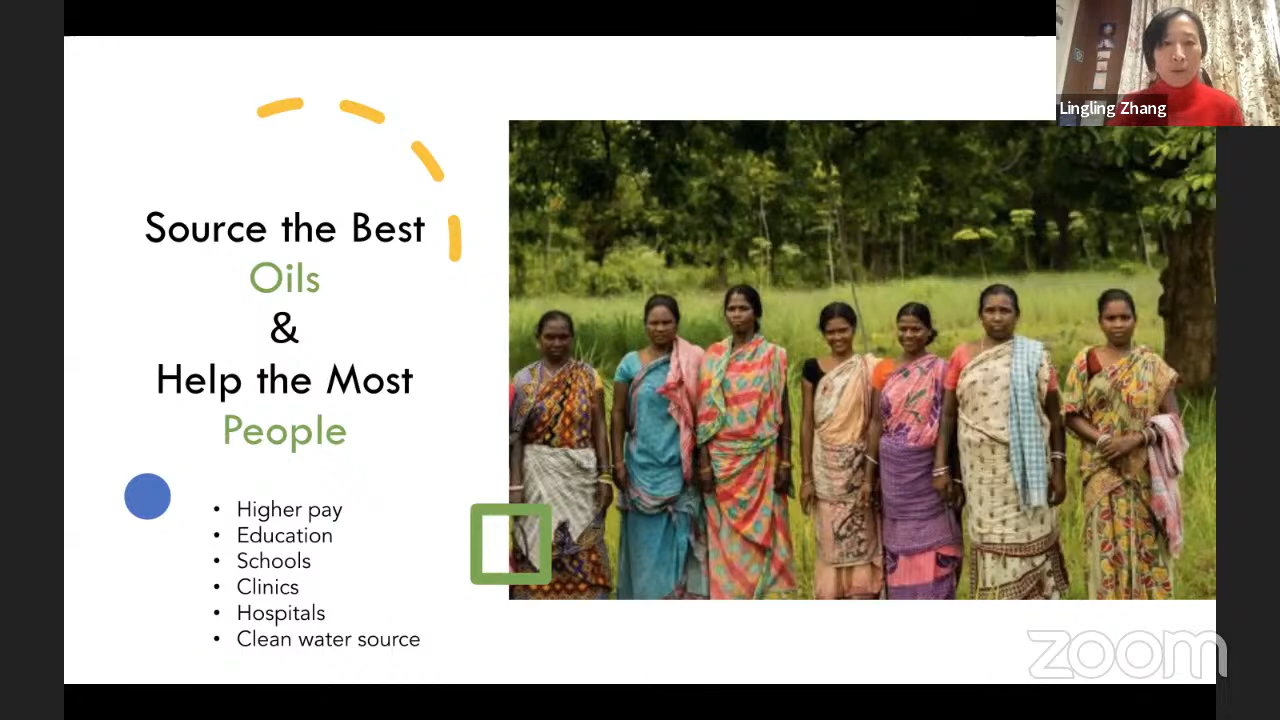 Lingling Zhang
Source the Best
Oils
&
Help the Most
People
• Higher pay
• Education
• Schools
• Clinics
• Hospitals
• Clean water source
zoom